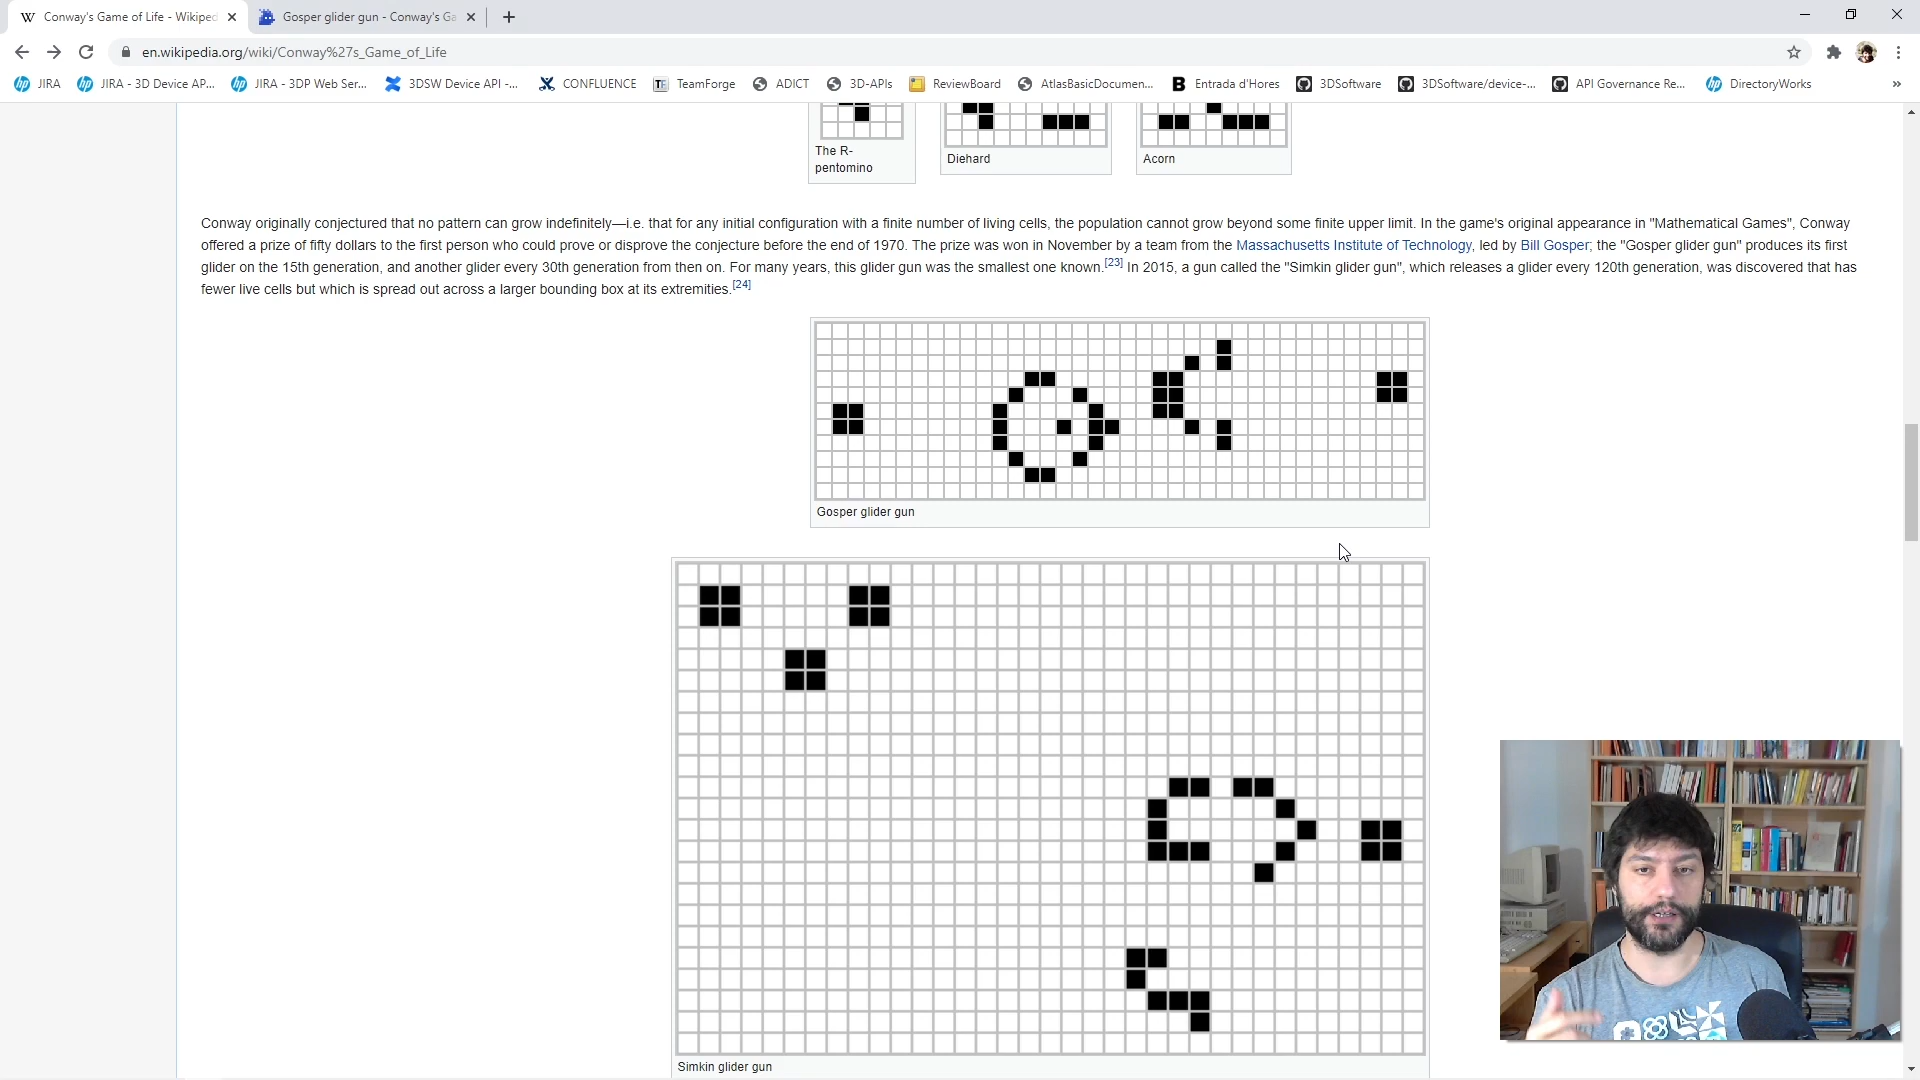 Conway's Game of Life - Wikiped
Gosper glider gun - Conway's Ga
en.wikipedia.org/wiki/Conway%27s_Game_of_Life
JIRA
JIRA - 3D Device AP...
JIRA - 3DP Web Ser...
3DSW Device API -...
CONFLUENCE
TeamForge
ADICT
3D-APIs
ReviewBoard
AtlasBasicDocumen...
Entrada d'Hores
3DSoftware
3DSoftware/device-...
API Governance Re...
DirectoryWorks
»
The R-
pentomino
Diehard
Acorn
Conway originally conjectured that no pattern can grow indefinitely—i.e. that for any initial configuration with a finite number of living cells, the population cannot grow beyond some finite upper limit. In the game's original appearance in "Mathematical Games", Conway
offered a prize of fifty dollars to the first person who could prove or disprove the conjecture before the end of 1970. The prize was won in November by a team from the Massachusetts Institute of Technology, led by Bill Gosper; the "Gosper glider gun" produces its first
glider on the 15th generation, and another glider every 30th generation from then on. For many years, this glider gun was the smallest one known.[23] In 2015, a gun called the "Simkin glider gun", which releases a glider every 120th generation, was discovered that has
fewer live cells but which is spread out across a larger bounding box at its extremities.[24]
Gosper glider gun
Simkin glider gun